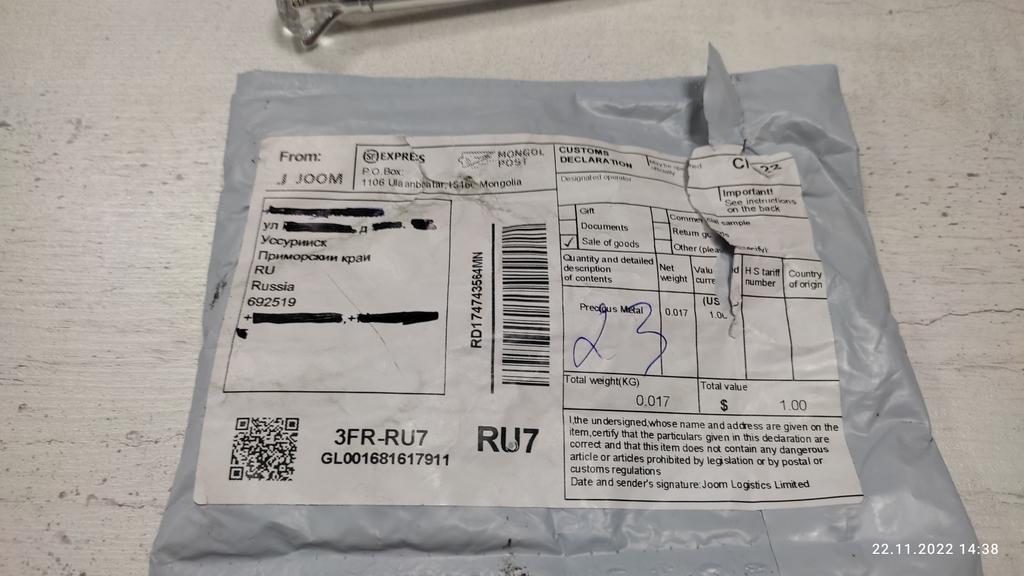 From:
J JOOM
SF EXPRESS
P.O.Box:
1106 Ulaanbaatar, Mongolia
MONGOL
POST
CUSTOMS
DECLARATION
May be
officially
Designated operator
22
Important!
See instructions
on the back
ул д
Уссурийск
Приморский край
RU
Russia
692519
+ , +
RD174743564MN
Gift
Documents
✓ Sale of goods
Commercial sample
Return goods
Other
Quantity and detailed
description
of contents
Net
weight
H S tariff
number
Country
of origin
Precious Metal
0.017
(US
23
Total weight(KG)
0.017
Total value
$ 1.00
3FR-RU7
GL001681617911
RU7
I,the undersigned,whose name and address are given on the
item,certify that the particulars given in this declaration are
correct and that this item does not contain any dangerous
article or articles prohibited by legislation or by postal or
customs regulations
Date and sender's signature:Joom Logistics Limited
22.11.2022 14:38